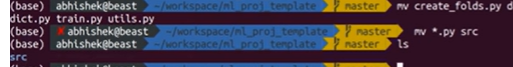 (base) abhishek@beast ~/workspace/ml_proj_template master mv create_folds.py d
dict.py train.py utils.py
(base) ✗ abhishek@beast ~/workspace/ml_proj_template master mv *.py src
(base) abhishek@beast ~/workspace/ml_proj_template master ls
src